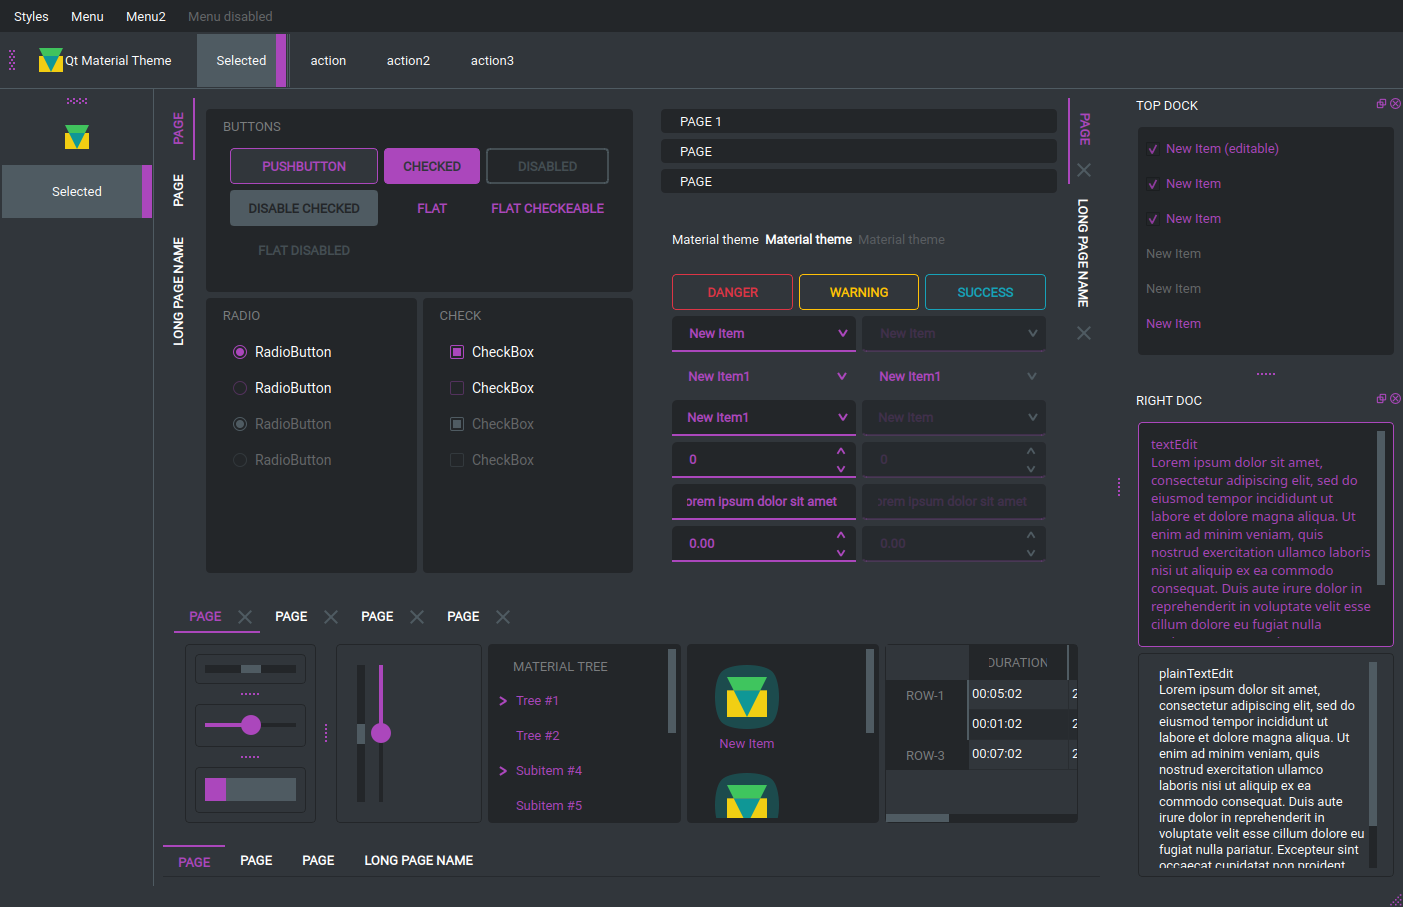 Styles Menu Menu2 Menu disabled
Qt Material Theme Selected action action2 action3
Selected
PAGE
PAGE
LONG PAGE NAME
BUTTONS
PUSHBUTTON CHECKED DISABLED
DISABLE CHECKED FLAT FLAT CHECKEABLE
FLAT DISABLED
RADIO
RadioButton
RadioButton
RadioButton
RadioButton
CHECK
CheckBox
CheckBox
CheckBox
CheckBox
PAGE 1
PAGE
PAGE
Material theme Material theme Material theme
DANGER WARNING SUCCESS
New Item New Item
New Item1 New Item1
New Item1 New Item
0 0
orem ipsum dolor sit amet orem ipsum dolor sit amet
0.00 0.00
PAGE
LONG PAGE NAME
PAGE PAGE PAGE PAGE
MATERIAL TREE
Tree #1
Tree #2
Subitem #4
Subitem #5
New Item
DURATION
ROW-1 00:05:02 2
00:01:02 2
ROW-3 00:07:02 2
PAGE PAGE PAGE LONG PAGE NAME
TOP DOCK
New Item (editable)
New Item
New Item
New Item
New Item
New Item
RIGHT DOC
textEdit
Lorem ipsum dolor sit amet,
consectetur adipiscing elit, sed do
eiusmod tempor incididunt ut
labore et dolore magna aliqua. Ut
enim ad minim veniam, quis
nostrud exercitation ullamco laboris
nisi ut aliquip ex ea commodo
consequat. Duis aute irure dolor in
reprehenderit in voluptate velit esse
cillum dolore eu fugiat nulla
plainTextEdit
Lorem ipsum dolor sit amet,
consectetur adipiscing elit, sed do
eiusmod tempor incididunt ut
labore et dolore magna aliqua. Ut
enim ad minim veniam, quis
nostrud exercitation ullamco
laboris nisi ut aliquip ex ea
commodo consequat. Duis aute
irure dolor in reprehenderit in
voluptate velit esse cillum dolore eu
fugiat nulla pariatur. Excepteur sint
occaecat cupidatat non proident